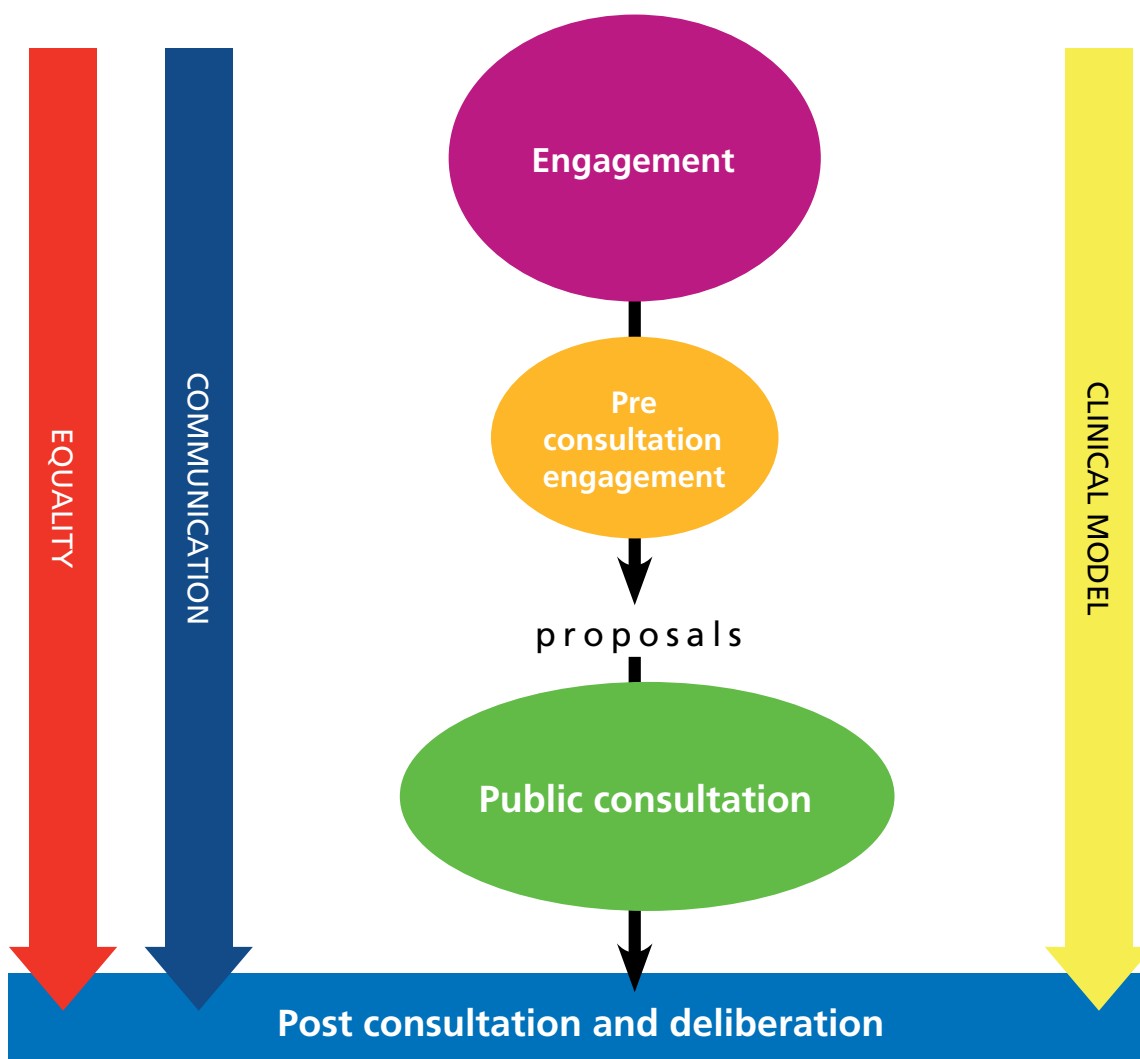 Engagement
Pre
consultation
engagement
proposals
Public consultation
EQUALITY
COMMUNICATION
CLINICAL MODEL
Post consultation and deliberation